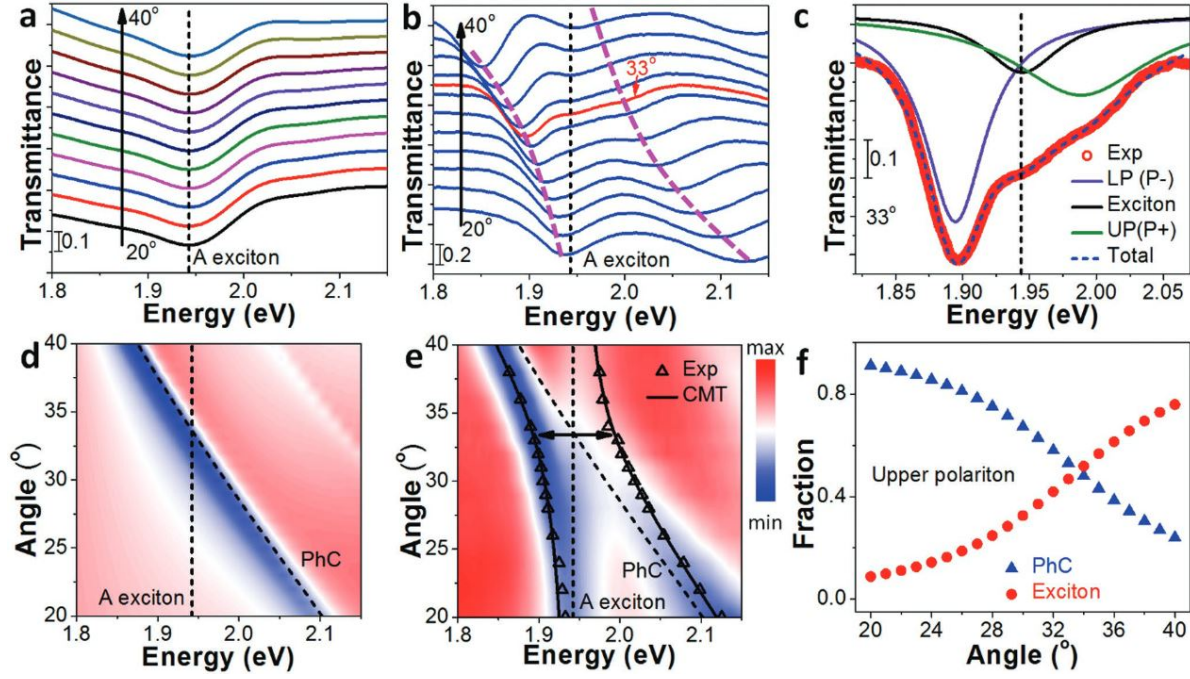 a
40°
20°
A exciton
0.1
Transmittance
1.8 1.9 2.0 2.1
Energy (eV)
b
40°
33°
20°
A exciton
0.2
Transmittance
1.8 1.9 2.0 2.1
Energy (eV)
c
0.1
33°
Exp
LP (P-)
Exciton
UP(P+)
Total
Transmittance
1.85 1.90 1.95 2.00 2.05
Energy (eV)
d
40
35
30
25
20
Angle (°)
PhC
A exciton
1.8 1.9 2.0 2.1
Energy (eV)
e
40
35
30
25
20
Angle (°)
Exp
CMT
PhC
A exciton
1.8 1.9 2.0 2.1
Energy (eV)
max
min
f
0.8
0.4
0.0
Fraction
Upper polariton
PhC
Exciton
20 24 28 32 36 40
Angle (°)